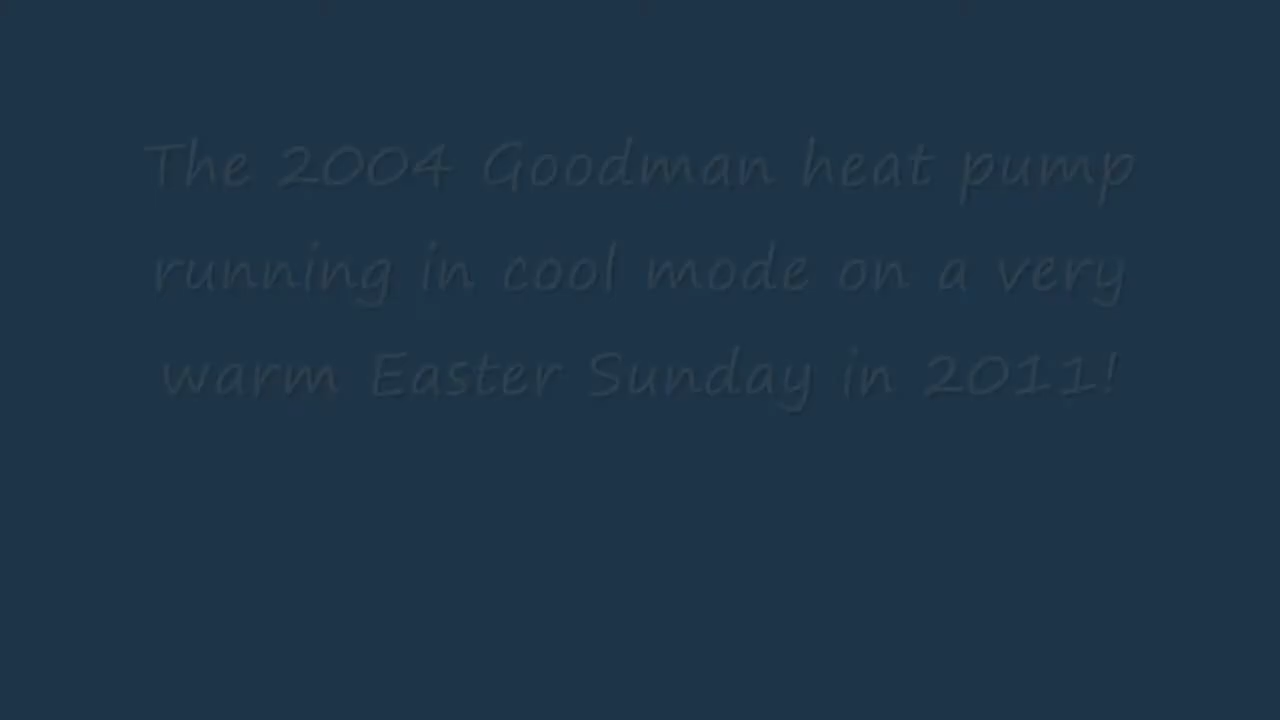 The 2004 Goodman heat pump
running in cool mode on a very
warm Easter Sunday in 2011!